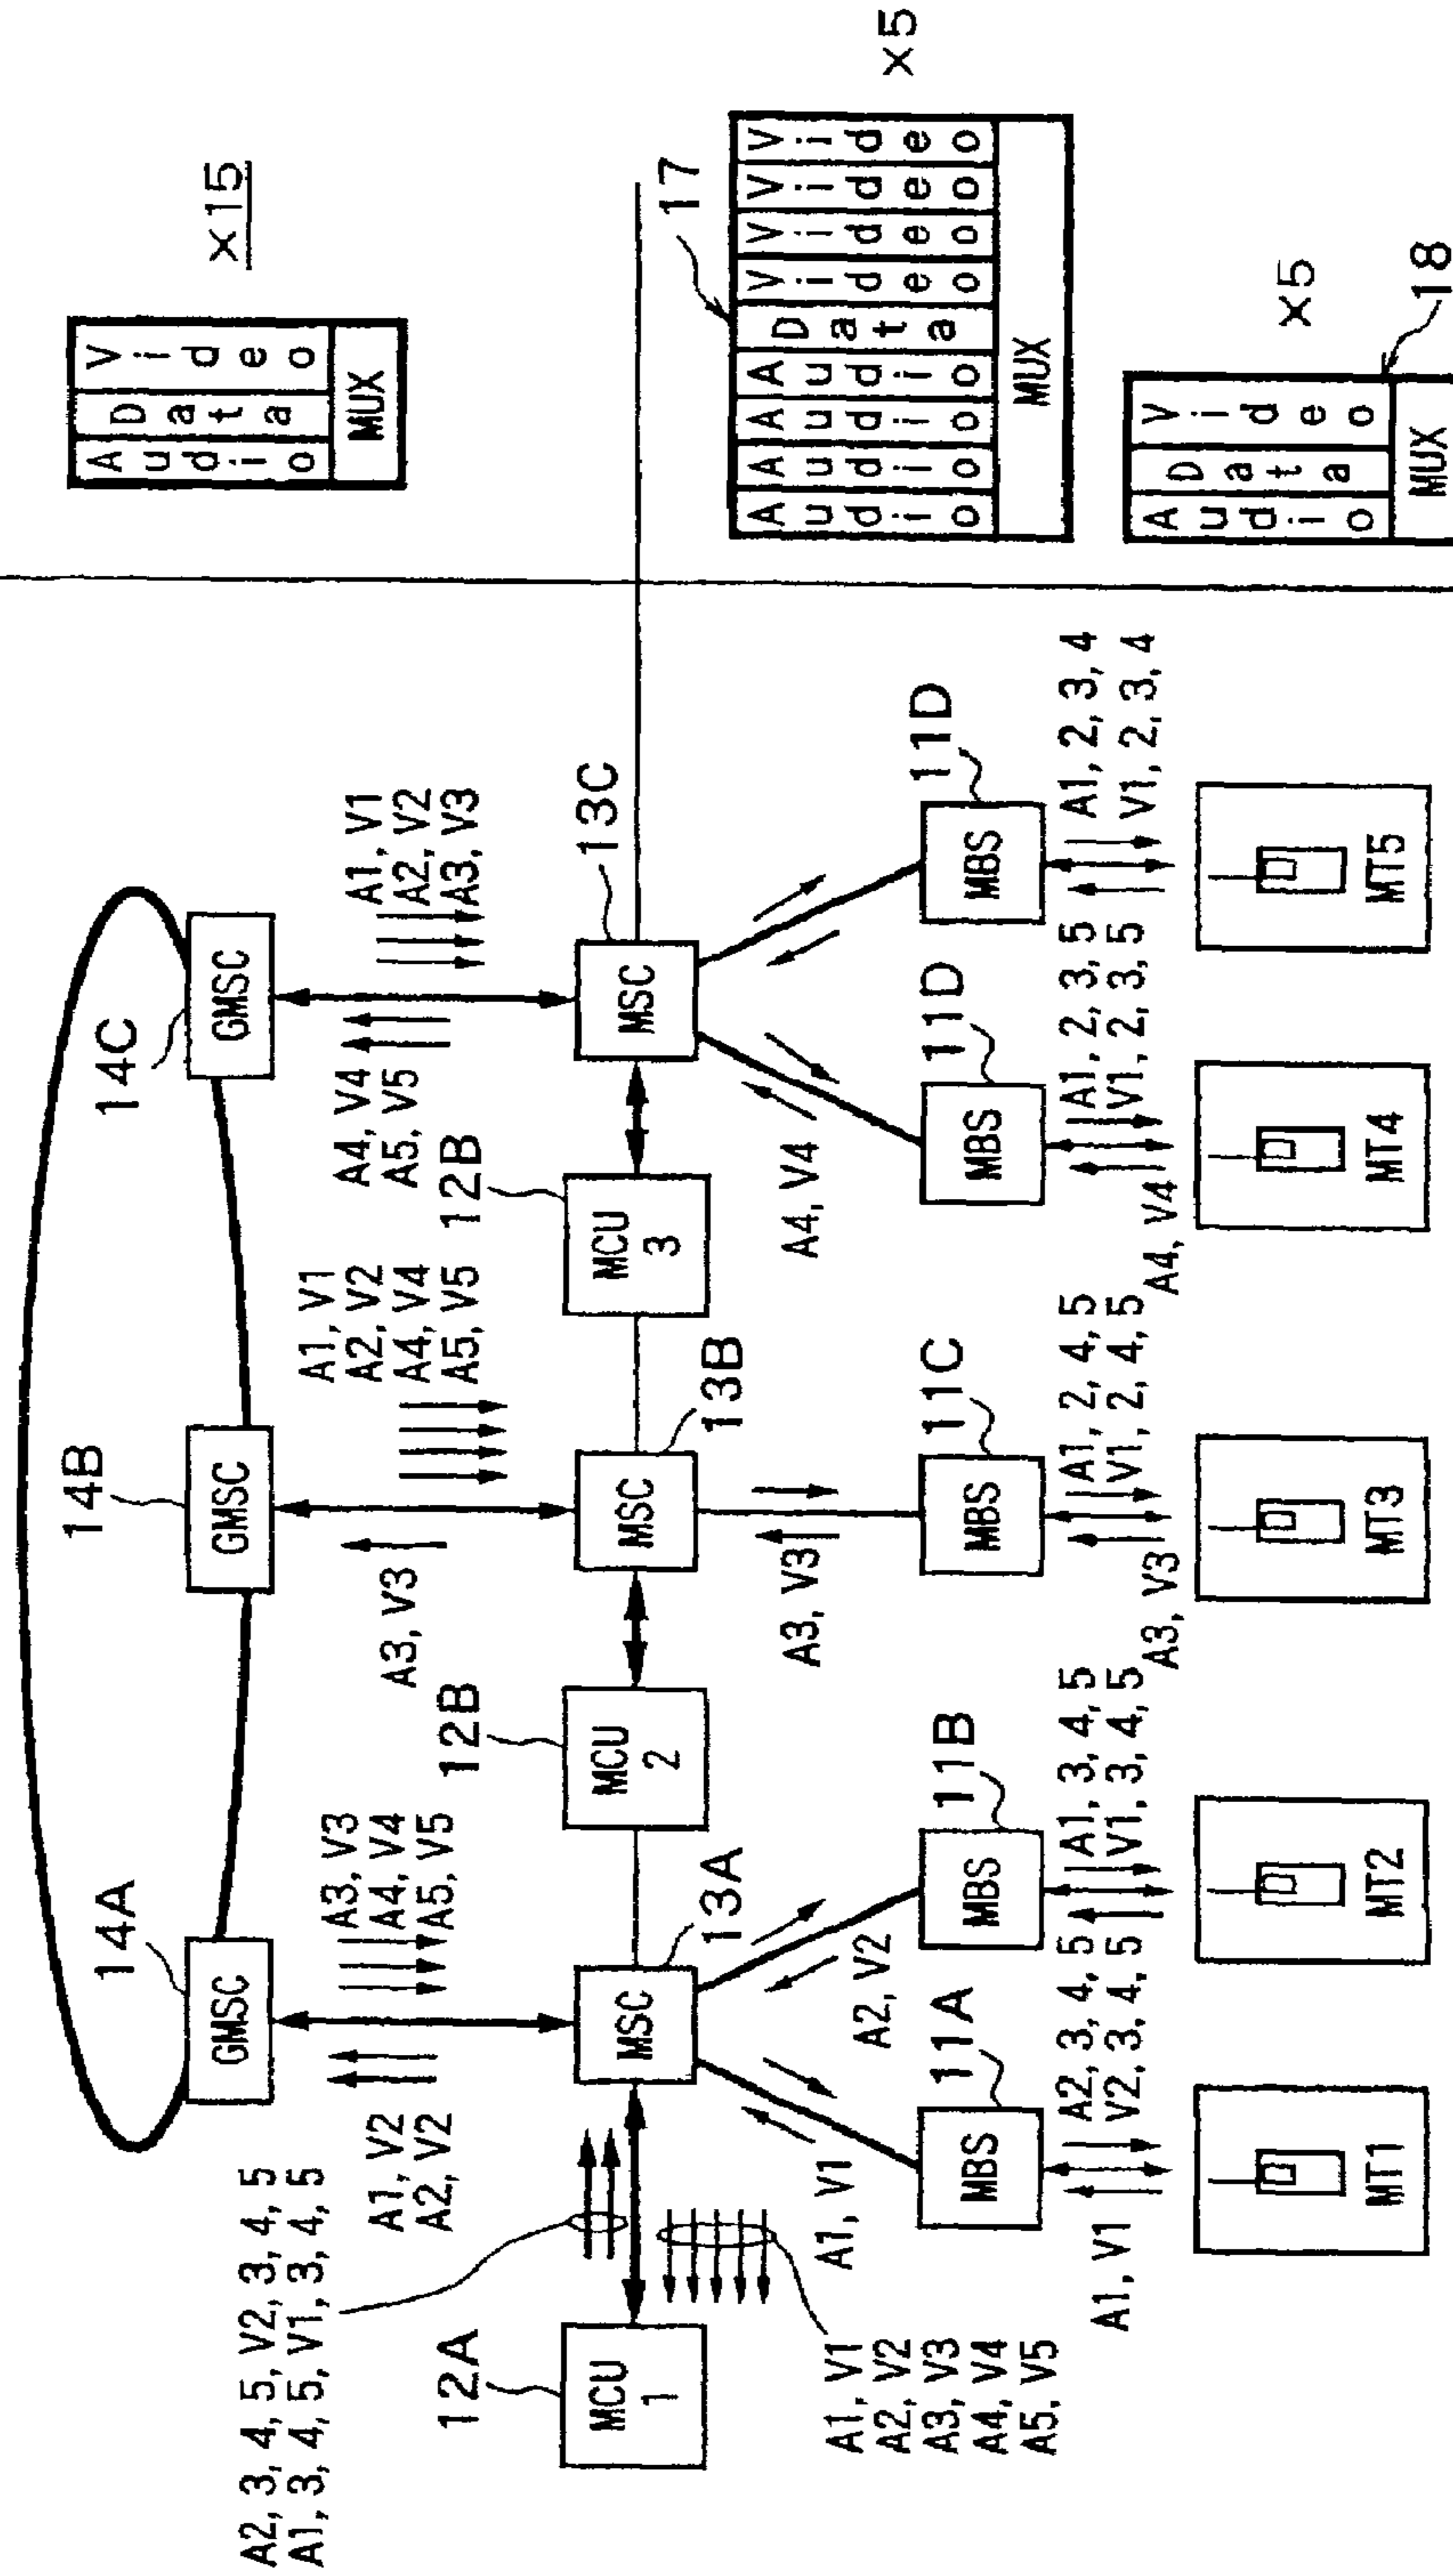 14A
14B
14C
GMSC
GMSC
GMSC
A2, 3, 4, 5, V2, 3, 4, 5
A1, 3, 4, 5, V1, 3, 4, 5
A1, V2
A2, V2
A3, V3
A4, V4
A5, V5
A3, V3
A1, V1
A2, V2
A4, V4
A5, V5
A4, V4
A5, V5
A1, V1
A2, V2
A3, V3
12A
MCU
1
MSC
13A
12B
MCU
2
MSC
13B
12B
MCU
3
MSC
13C
A1, V1
A2, V2
A3, V3
A4, V4
A5, V5
A1, V1
A2, V2
A3, V3
A4, V4
MBS
11A
MBS
11B
MBS
11C
MBS
11D
MBS
11D
A2, 3, 4, 5
V2, 3, 4, 5
A1, V1
A1, 3, 4, 5
V1, 3, 4, 5
A1, 2, 4, 5
V1, 2, 4, 5
A3, V3
A1, 2, 3, 5
V1, 2, 3, 5
A4, V4
A1, 2, 3, 4
V1, 2, 3, 4
MT1
MT2
MT3
MT4
MT5
Audio
Data
Video
MUX
×15
17
Audio
Audio
Audio
Audio
Data
Video
Video
Video
Video
MUX
×5
Audio
Data
Video
MUX
×5
18